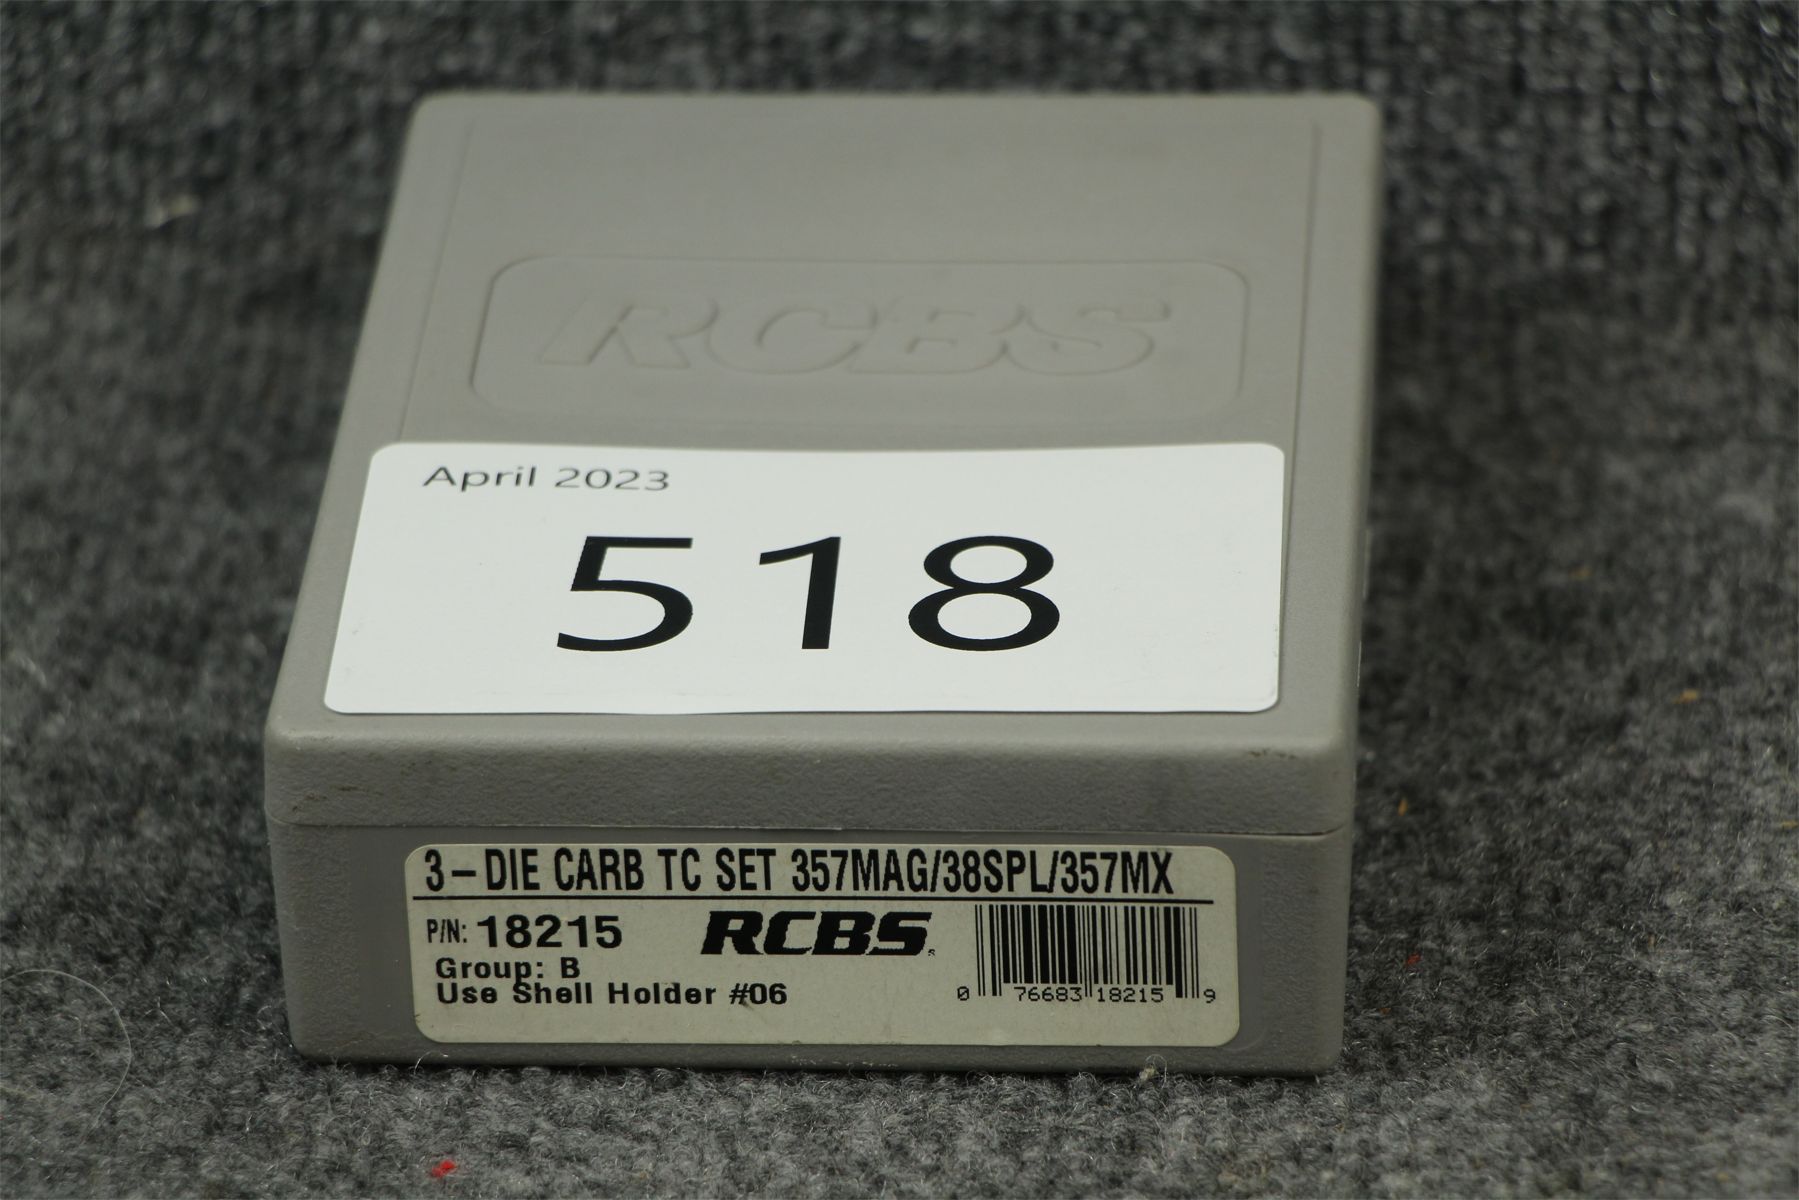 RCBS
April 2023
518
3-DIE CARB TC SET 357MAG/38SPL/357MX
P/N: 18215 RCBS.
Group: B
Use Shell Holder #06
0 76683 18215 9